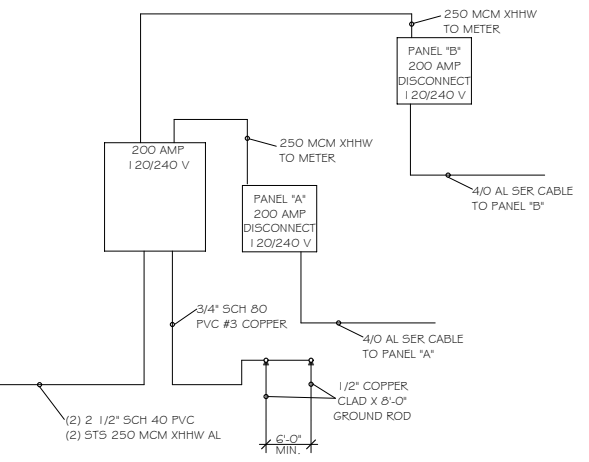 250 MCM XHHW
TO METER
PANEL "B"
200 AMP
DISCONNECT
120/240 V
200 AMP
120/240 V
250 MCM XHHW
TO METER
4/0 AL SER CABLE
TO PANEL "B"
PANEL "A"
200 AMP
DISCONNECT
120/240 V
3/4" SCH 80
PVC #3 COPPER
4/0 AL SER CABLE
TO PANEL "A"
1/2" COPPER
CLAD X 8'-0"
GROUND ROD
(2) 2 1/2" SCH 40 PVC
(2) STS 250 MCM XHHW AL
6'-0"
MIN.